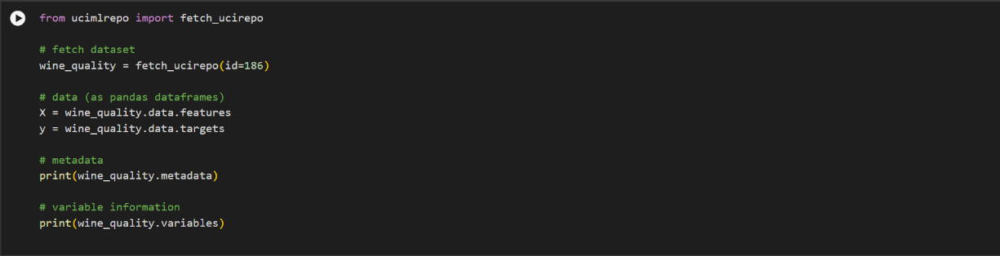 from ucimlrepo import fetch_ucirepo
# fetch dataset
wine_quality = fetch_ucirepo(id=186)
# data (as pandas dataframes)
X = wine_quality.data.features
y = wine_quality.data.targets
# metadata
print(wine_quality.metadata)
# variable information
print(wine_quality.variables)